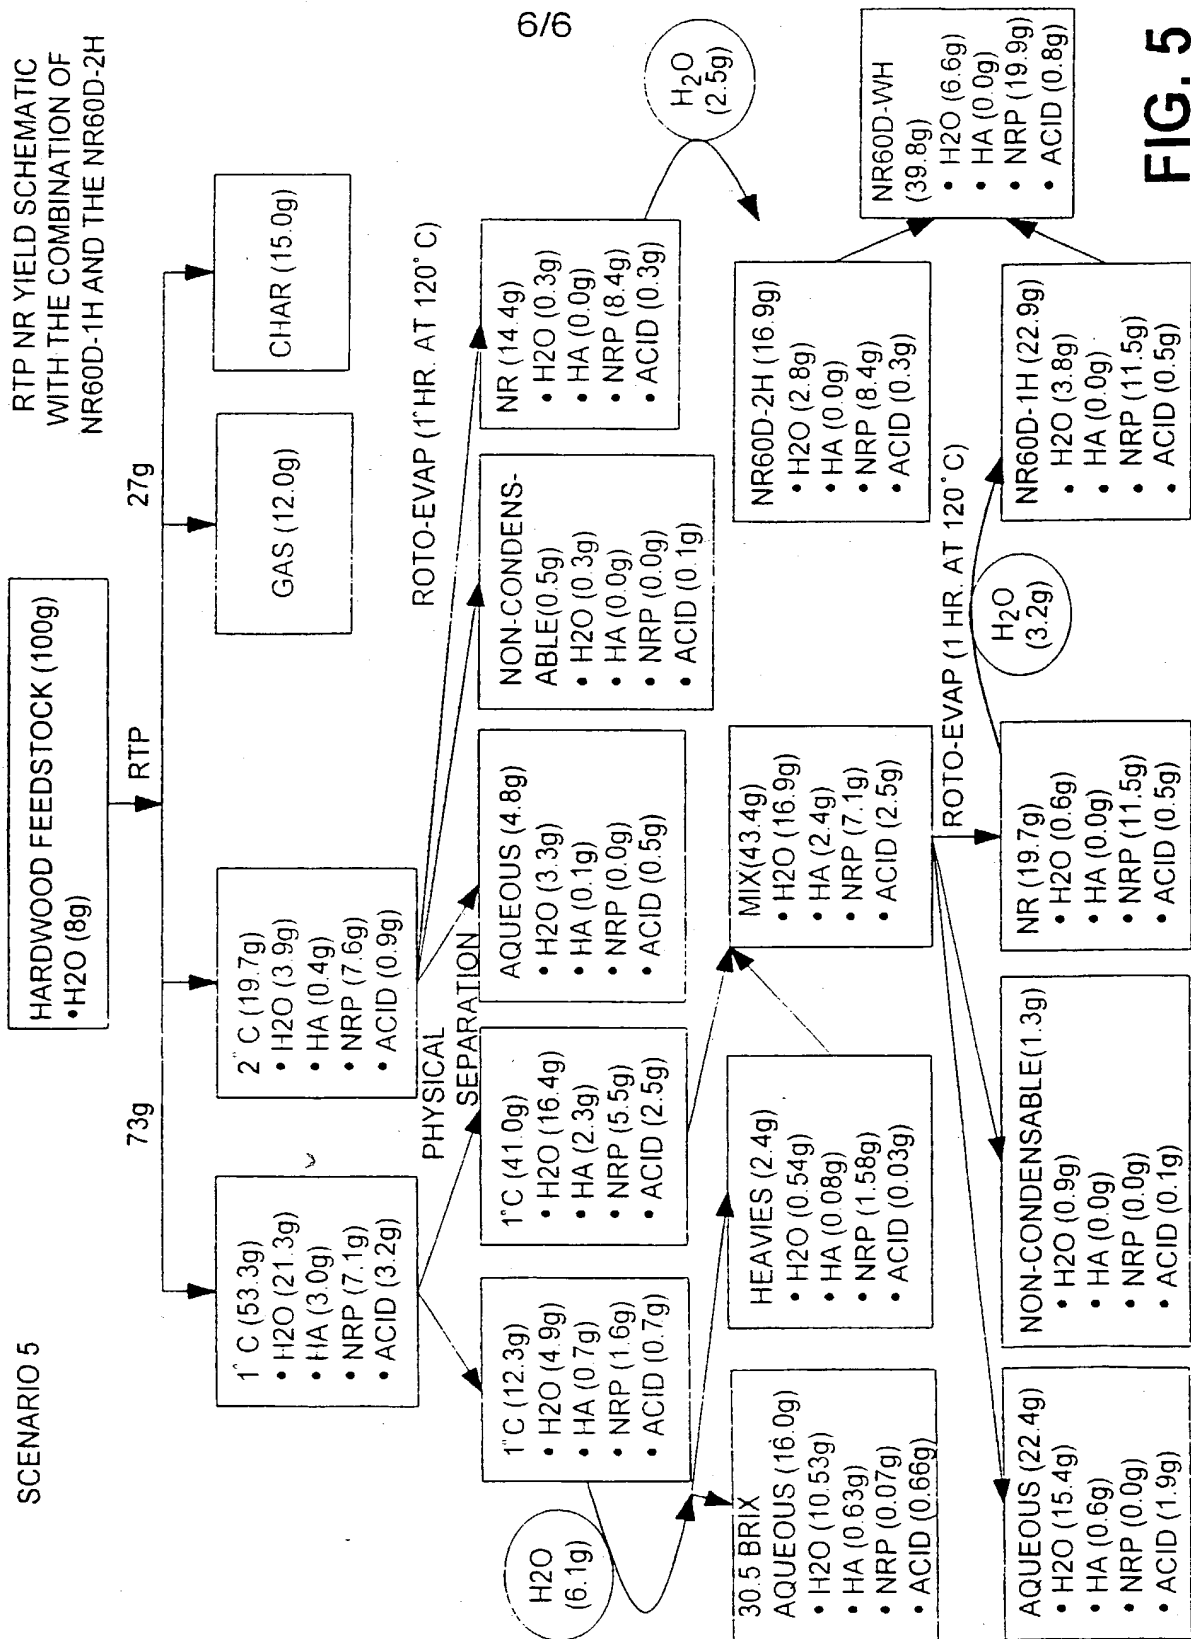 6/6
SCENARIO 5
RTP NR YIELD SCHEMATIC
WITH THE COMBINATION OF
NR60D-1H AND THE NR60D-2H
HARDWOOD FEEDSTOCK (100g)
•H2O (8g)
73g
RTP
27g
1°C (53.3g)
• H2O (21.3g)
• HA (3.0g)
• NRP (7.1g)
• ACID (3.2g)
2°C (19.7g)
• H2O (3.9g)
• HA (0.4g)
• NRP (7.6g)
• ACID (0.9g)
GAS (12.0g)
CHAR (15.0g)
PHYSICAL
SEPARATION
ROTO-EVAP (1 HR. AT 120°C)
1°C (12.3g)
• H2O (4.9g)
• HA (0.7g)
• NRP (1.6g)
• ACID (0.7g)
1°C (41.0g)
• H2O (16.4g)
• HA (2.3g)
• NRP (5.5g)
• ACID (2.5g)
AQUEOUS (4.8g)
• H2O (3.3g)
• HA (0.1g)
• NRP (0.0g)
• ACID (0.5g)
NON-CONDENS-
ABLE(0.5g)
• H2O (0.3g)
• HA (0.0g)
• NRP (0.0g)
• ACID (0.1g)
NR (14.4g)
• H2O (0.3g)
• HA (0.0g)
• NRP (8.4g)
• ACID (0.3g)
H2O
(6.1g)
H₂O
(2.5g)
30.5 BRIX
AQUEOUS (16.0g)
• H2O (10.53g)
• HA (0.63g)
• NRP (0.07g)
• ACID (0.66g)
HEAVIES (2.4g)
• H2O (0.54g)
• HA (0.08g)
• NRP (1.58g)
• ACID (0.03g)
MIX(43.4g)
• H2O (16.9g)
• HA (2.4g)
• NRP (7.1g)
• ACID (2.5g)
NR60D-2H (16.9g)
• H2O (2.8g)
• HA (0.0g)
• NRP (8.4g)
• ACID (0.3g)
NR60D-WH
(39.8g)
• H2O (6.6g)
• HA (0.0g)
• NRP (19.9g)
• ACID (0.8g)
ROTO-EVAP (1 HR. AT 120°C)
H₂O
(3.2g)
AQUEOUS (22.4g)
• H2O (15.4g)
• HA (0.6g)
• NRP (0.0g)
• ACID (1.9g)
NON-CONDENSABLE(1.3g)
• H2O (0.9g)
• HA (0.0g)
• NRP (0.0g)
• ACID (0.1g)
NR (19.7g)
• H2O (0.6g)
• HA (0.0g)
• NRP (11.5g)
• ACID (0.5g)
NR60D-1H (22.9g)
• H2O (3.8g)
• HA (0.0g)
• NRP (11.5g)
• ACID (0.5g)
FIG. 5